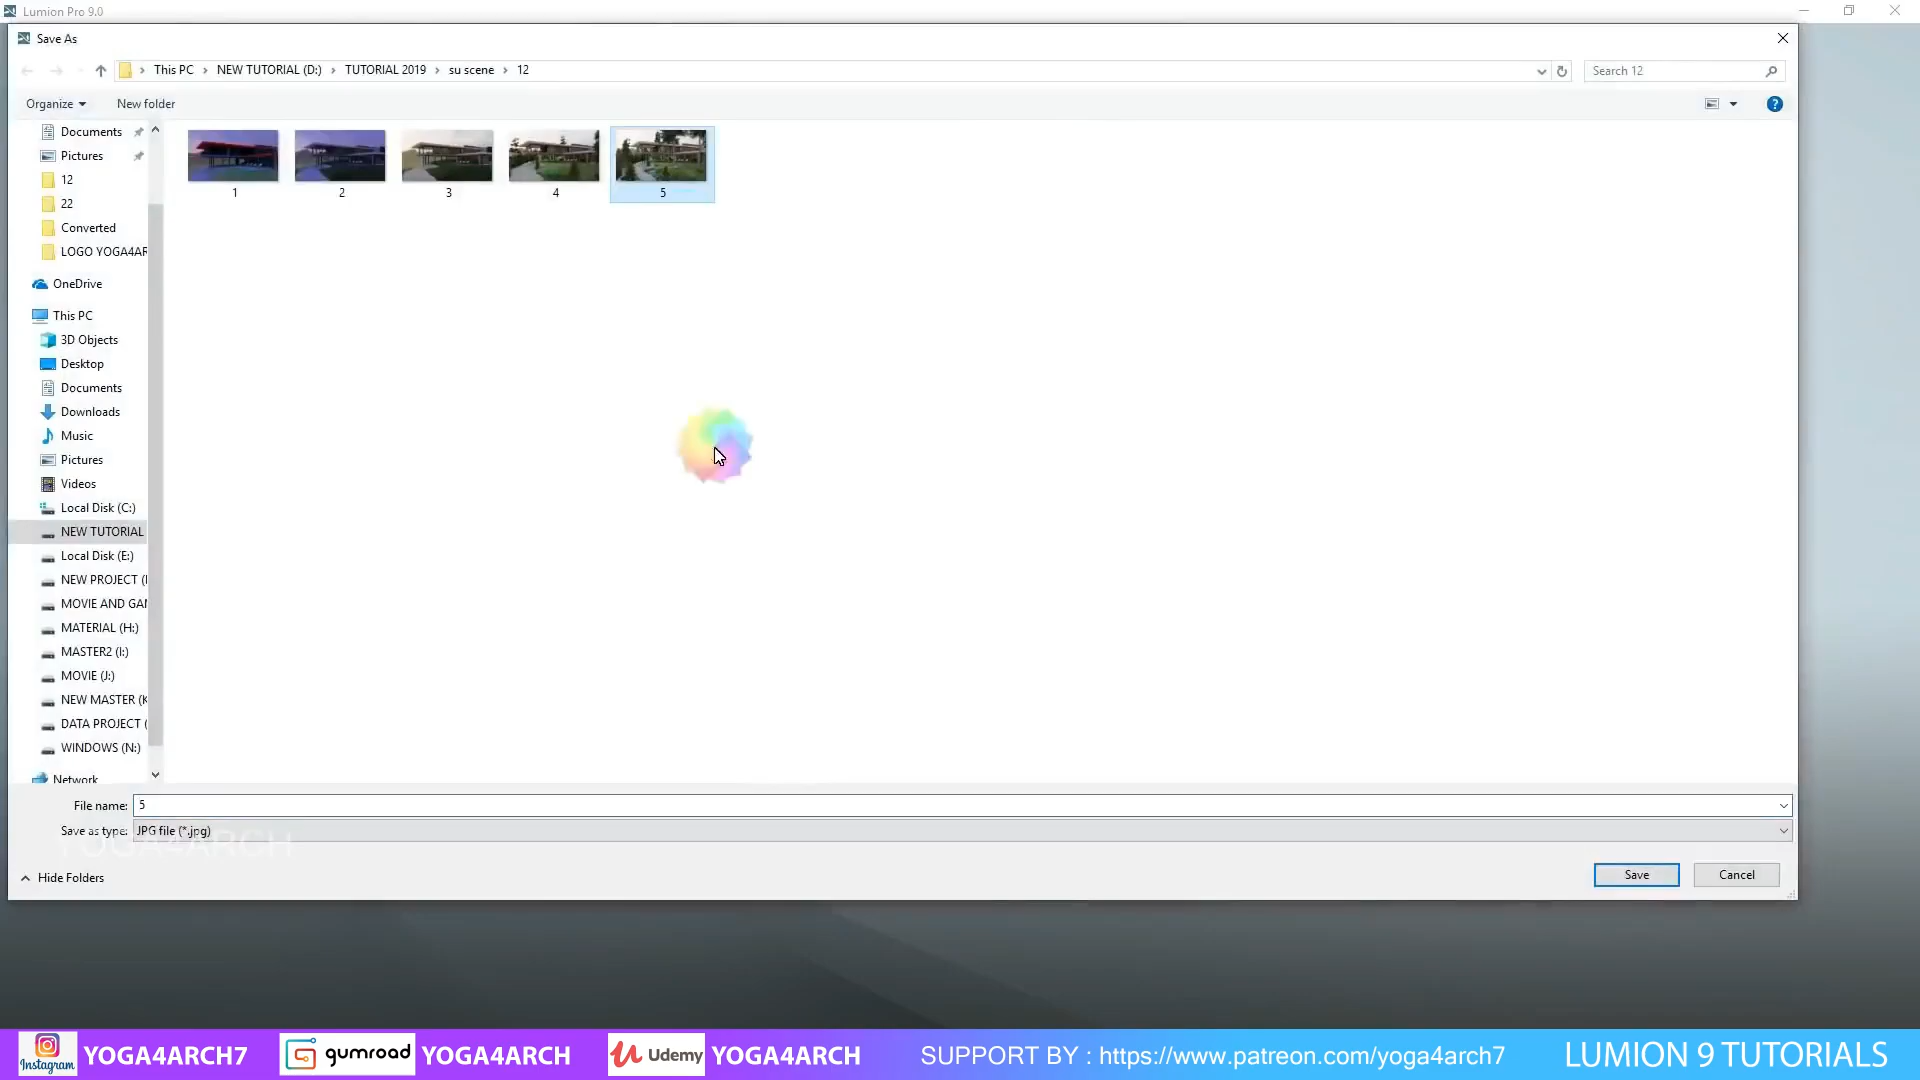 Lumion Pro 9.0
Save As
This PC > NEW TUTORIAL (D:) > TUTORIAL 2019 > su scene > 12
Search 12
Organize
New folder
Documents
Pictures
12
22
Converted
LOGO YOGA4AR
OneDrive
This PC
3D Objects
Desktop
Documents
Downloads
Music
Pictures
Videos
Local Disk (C:)
NEW TUTORIAL
Local Disk (E:)
NEW PROJECT (
MOVIE AND GA
MATERIAL (H:)
MASTER2 (I:)
MOVIE (J:)
NEW MASTER (K
DATA PROJECT (
WINDOWS (N:)
Network
1
2
3
4
5
File name: 5
Save as type: JPG file (*.jpg)
YOGA4ARCH
Hide Folders
Save
Cancel
Instagram YOGA4ARCH7
gumroad YOGA4ARCH
Udemy YOGA4ARCH
SUPPORT BY : https://www.patreon.com/yoga4arch7
LUMION 9 TUTORIALS